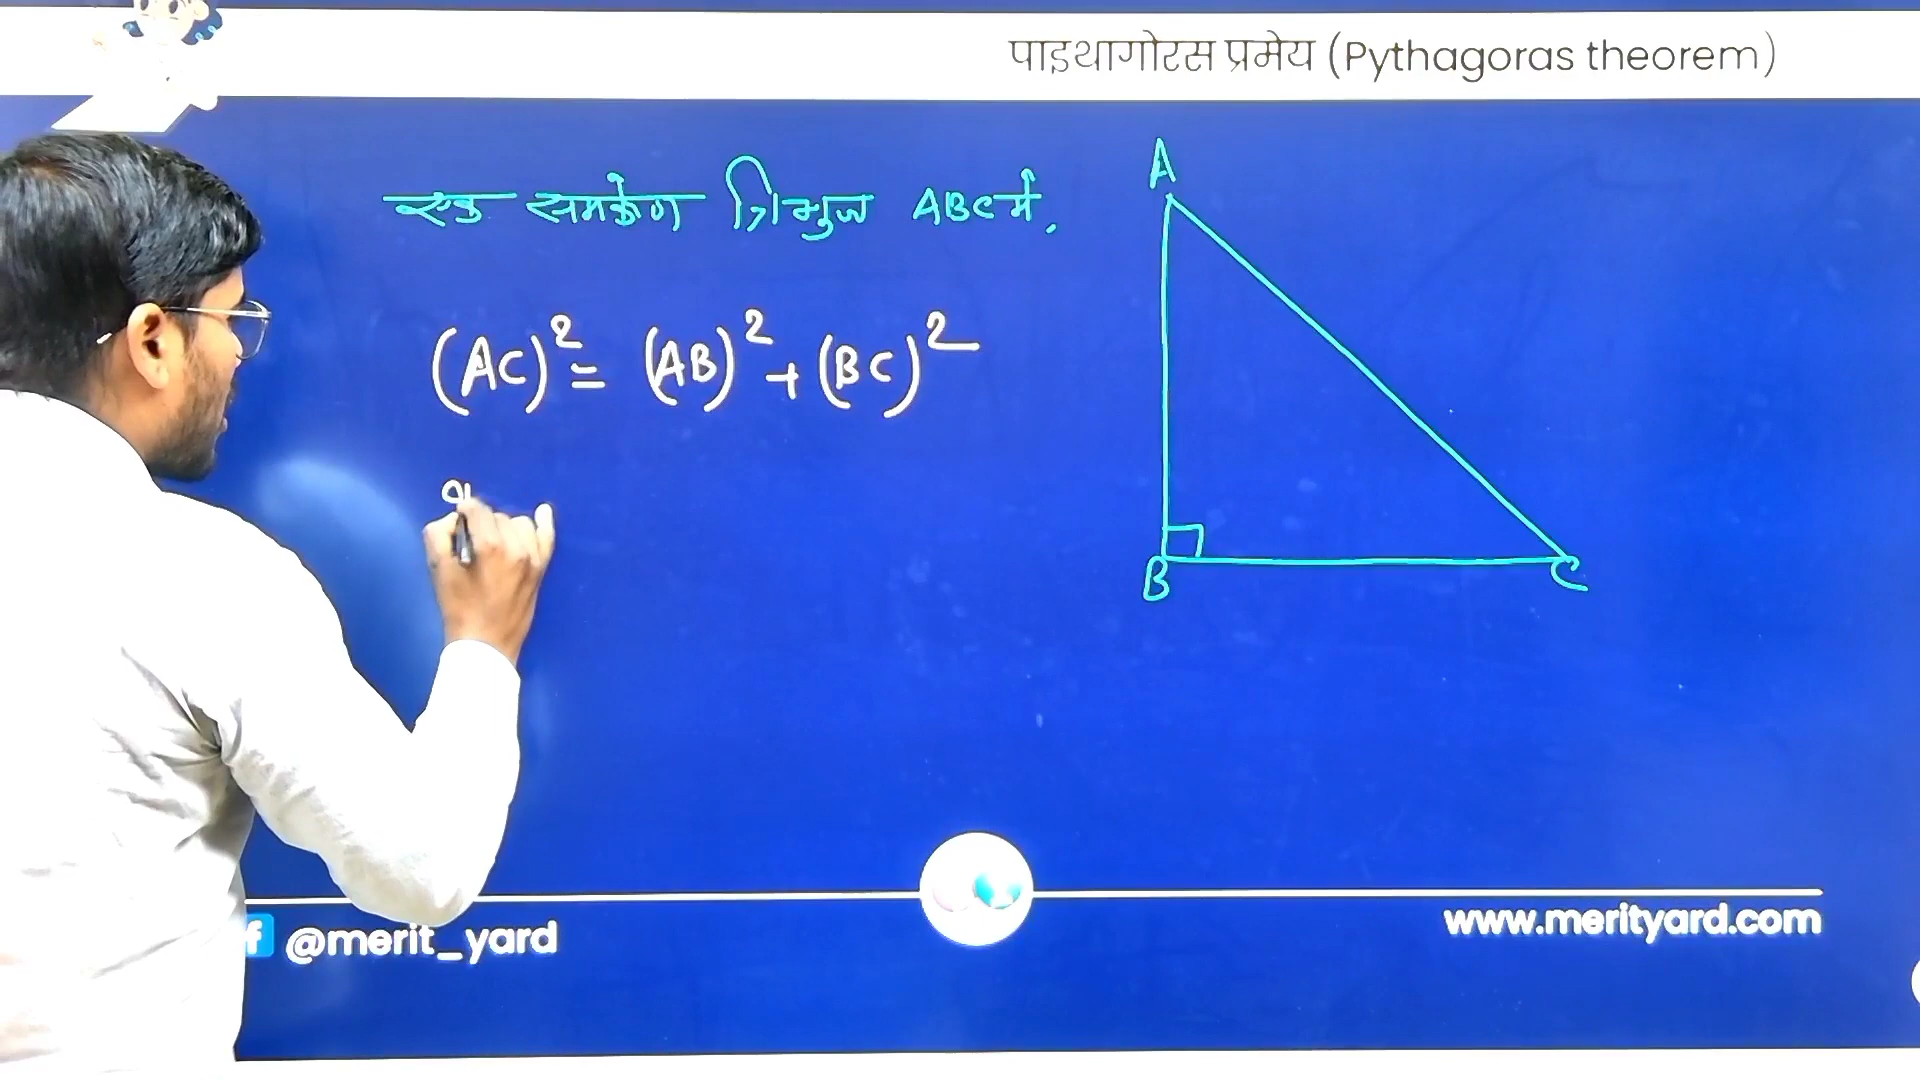 पाइथागोरस प्रमेय (Pythagoras theorem)
एक समकोण त्रिभुज ABC में,
A
(AC)² = (AB)² + (BC)²
B
C
@merit_yard
www.merityard.com